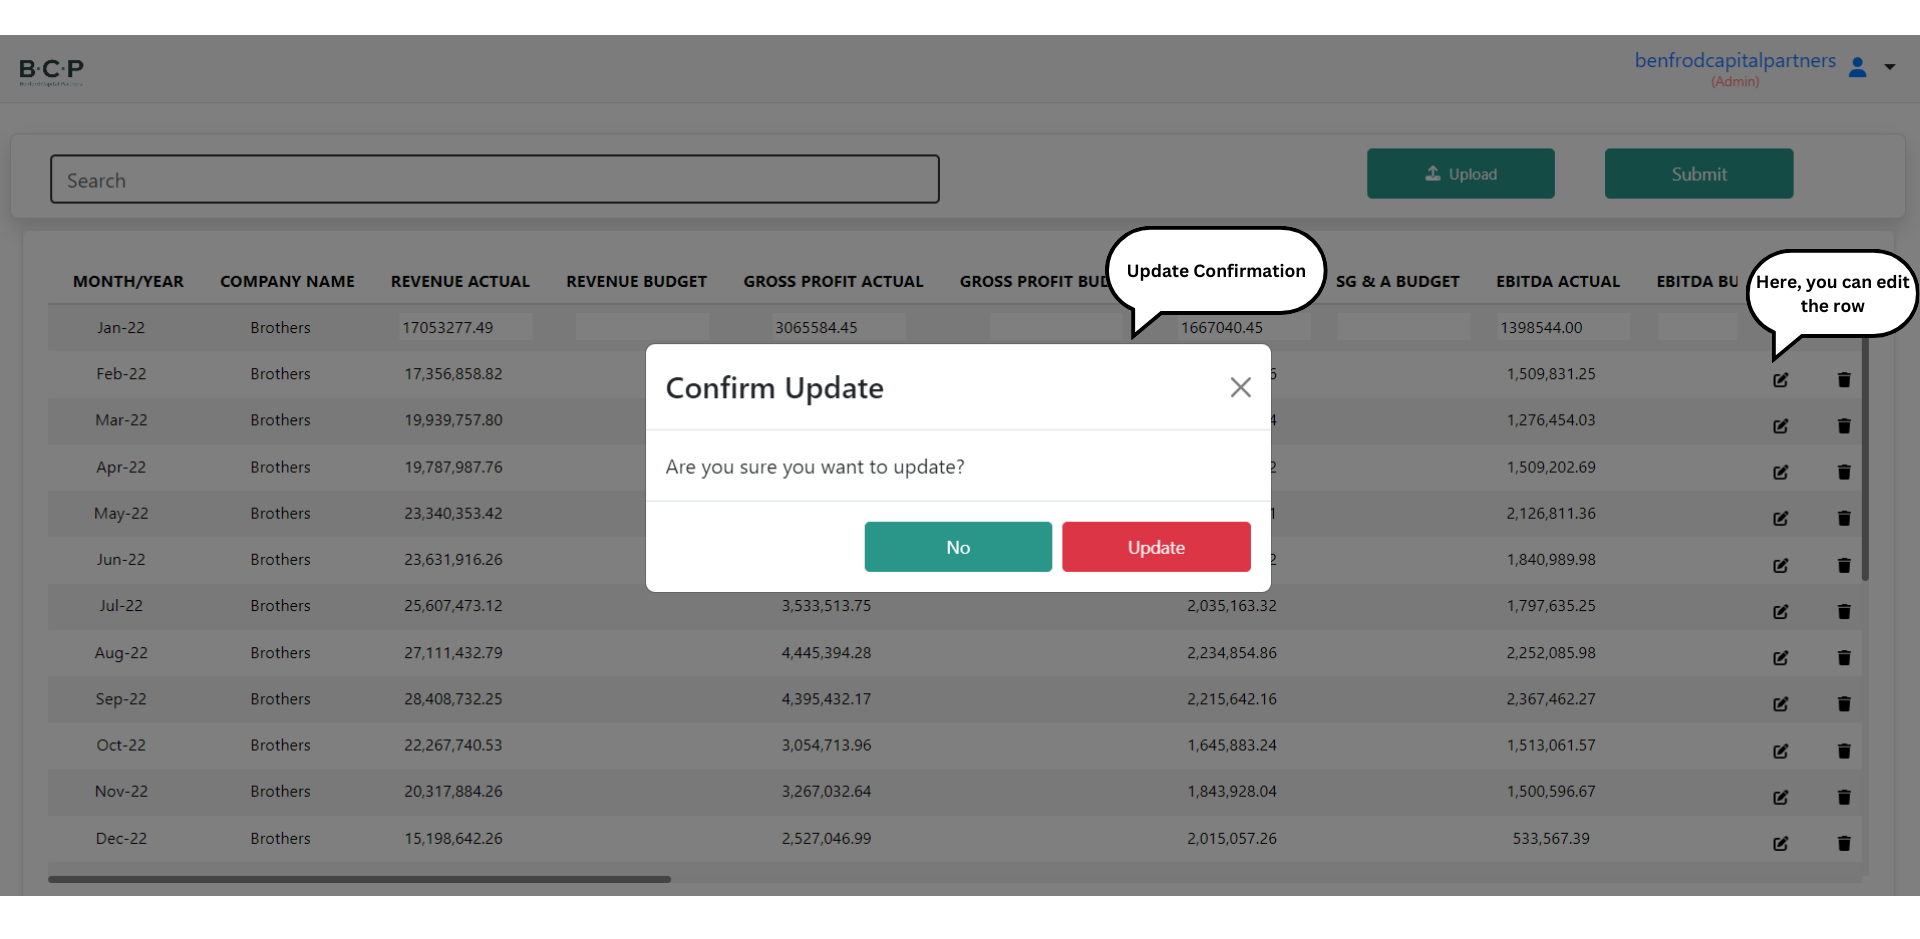 B·C·P
benfrodcapitalpartners
(Admin)
Search
Upload
Submit
Update Confirmation
Here, you can edit
the row
MONTH/YEAR COMPANY NAME REVENUE ACTUAL REVENUE BUDGET GROSS PROFIT ACTUAL GROSS PROFIT SG & A BUDGET EBITDA ACTUAL EBITDA
Jan-22 Brothers 17053277.49 3065584.45 1667040.45 1398544.00
Feb-22 Brothers 17,356,858.82 6 1,509,831.25
Mar-22 Brothers 19,939,757.80 4 1,276,454.03
Apr-22 Brothers 19,787,987.76 2 1,509,202.69
May-22 Brothers 23,340,353.42 1 2,126,811.36
Jun-22 Brothers 23,631,916.26 2 1,840,989.98
Jul-22 Brothers 25,607,473.12 3,533,513.75 2,035,163.32 1,797,635.25
Aug-22 Brothers 27,111,432.79 4,445,394.28 2,234,854.86 2,252,085.98
Sep-22 Brothers 28,408,732.25 4,395,432.17 2,215,642.16 2,367,462.27
Oct-22 Brothers 22,267,740.53 3,054,713.96 1,645,883.24 1,513,061.57
Nov-22 Brothers 20,317,884.26 3,267,032.64 1,843,928.04 1,500,596.67
Dec-22 Brothers 15,198,642.26 2,527,046.99 2,015,057.26 533,567.39
Confirm Update
Are you sure you want to update?
No
Update